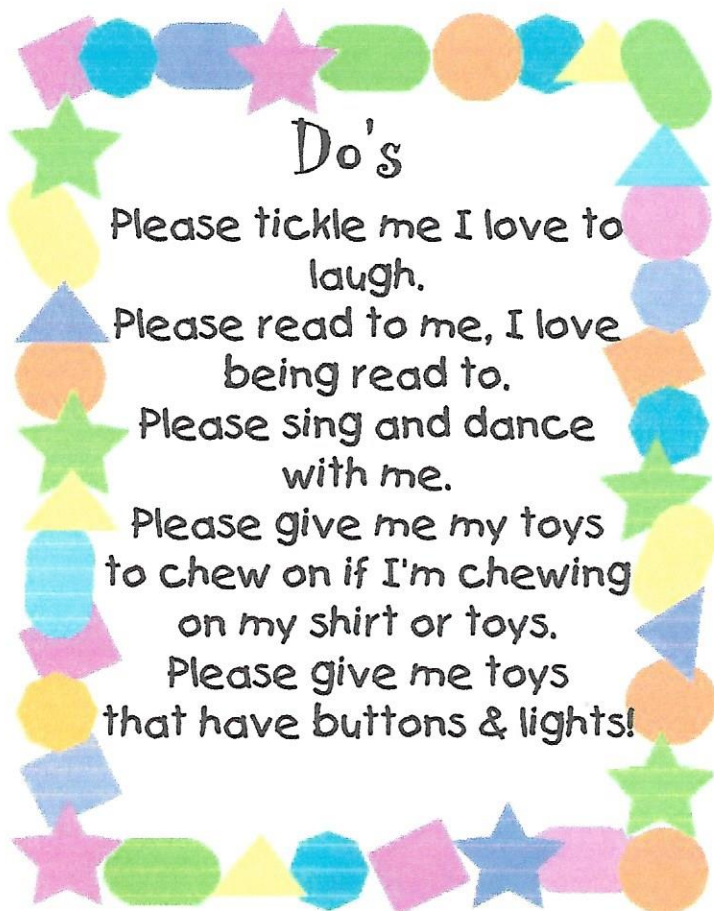 Do's
Please tickle me I love to
laugh.
Please read to me, I love
being read to.
Please sing and dance
with me.
Please give me my toys
to chew on if I'm chewing
on my shirt or toys.
Please give me toys
that have buttons & lights!